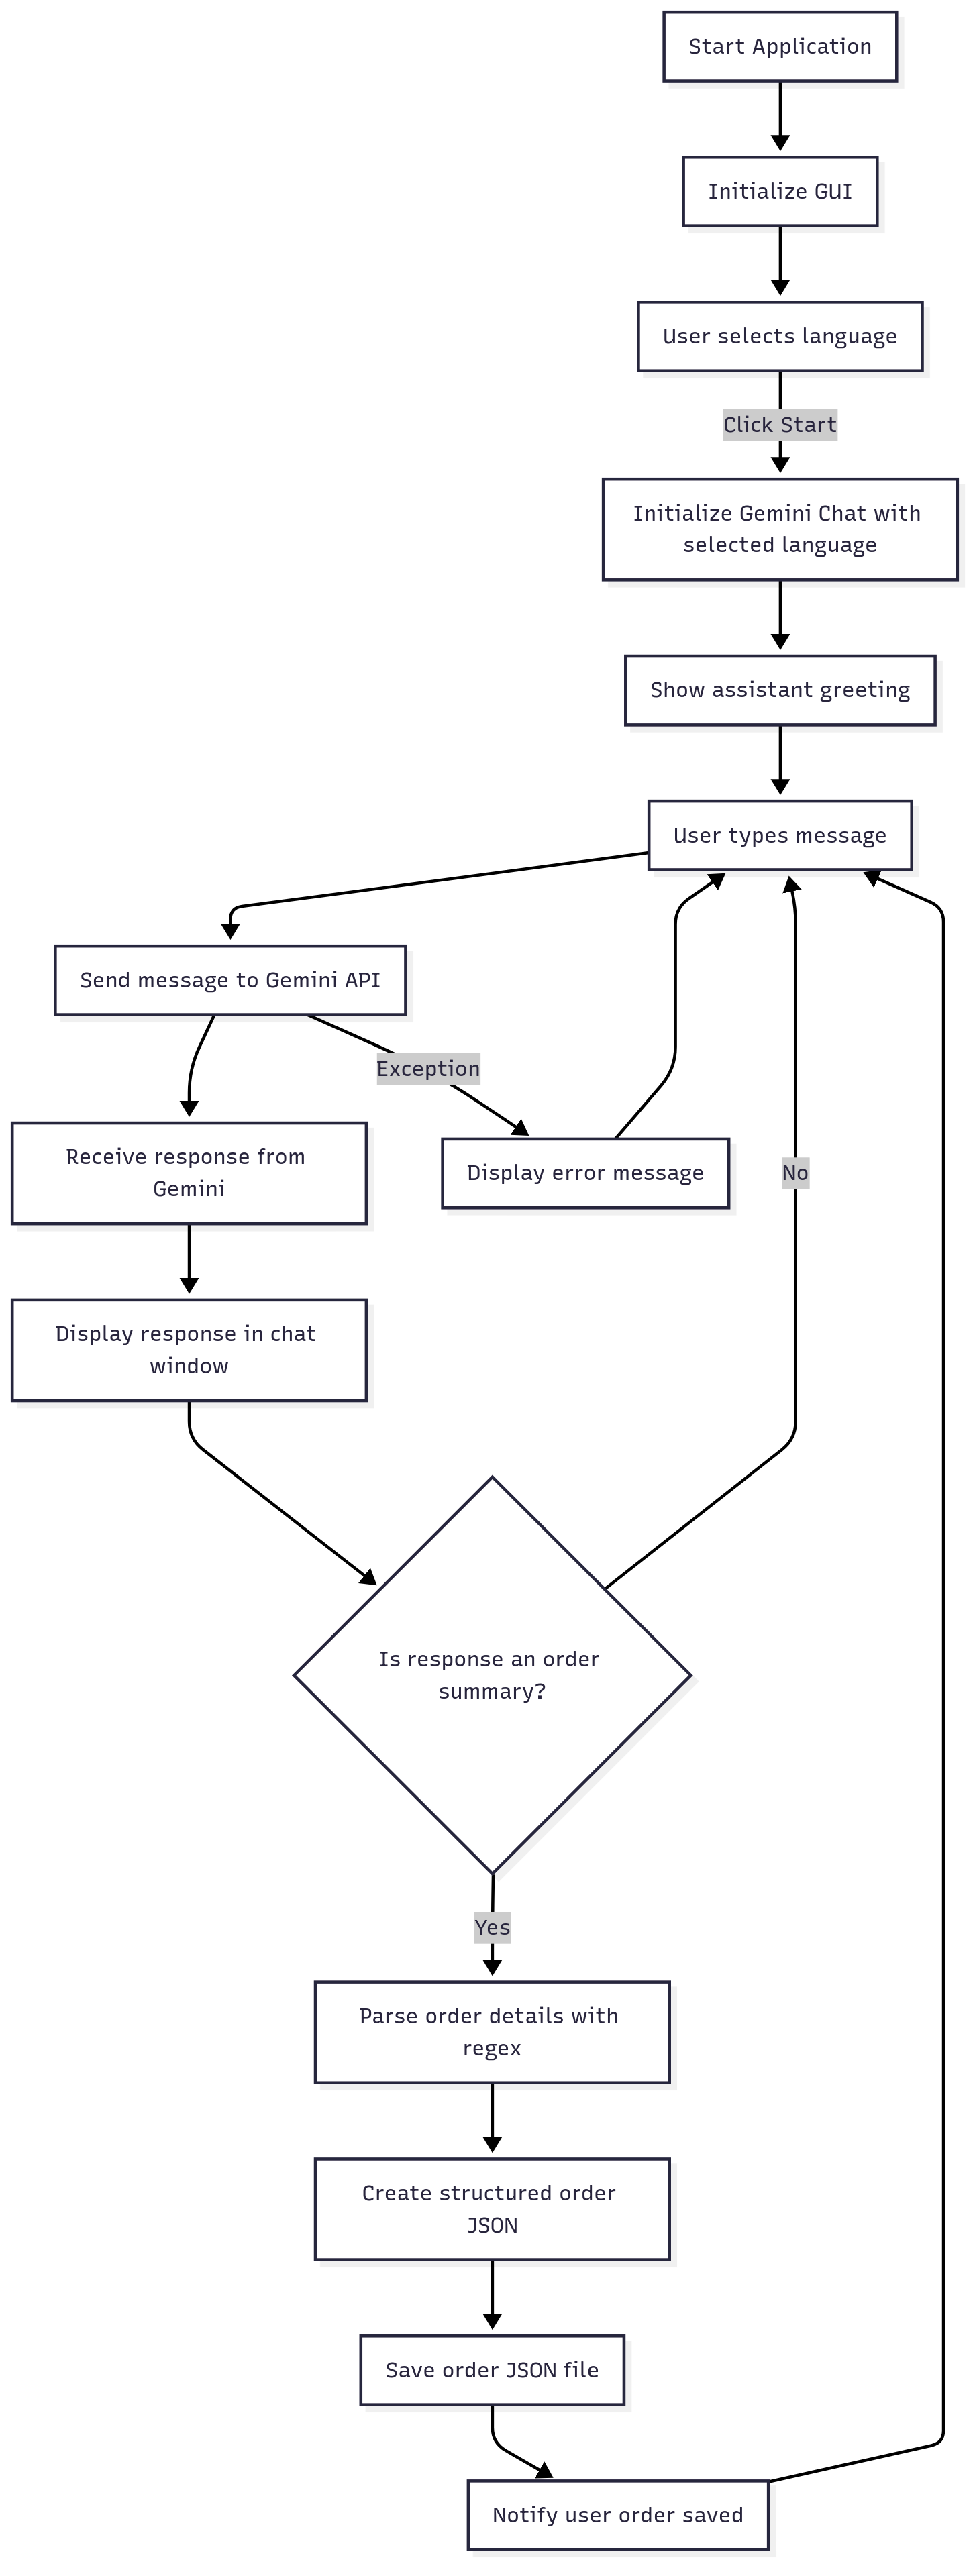 Start Application
Initialize GUI
User selects language
Click Start
Initialize Gemini Chat with
selected language
Show assistant greeting
User types message
Send message to Gemini API
Exception
Receive response from
Gemini
Display error message
No
Display response in chat
window
Is response an order
summary?
Yes
Parse order details with
regex
Create structured order
JSON
Save order JSON file
Notify user order saved